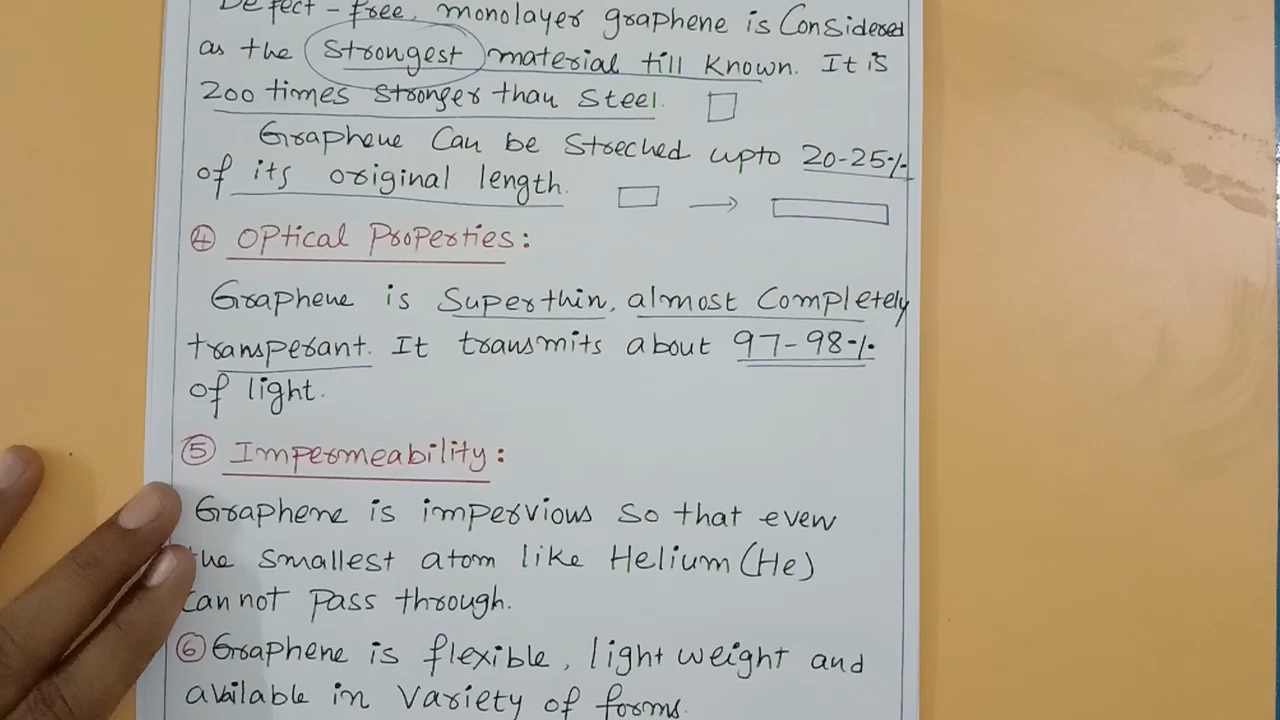 Defect-free, monolayer graphene is Considered
as the strongest material till known. It is
200 times stronger than steel.
Graphene Can be streched upto 20-25%
of its original length.
④ Optical Properties:
Graphene is Superthin, almost Completely
transperant. It transmits about 97-98%
of light.
⑤ Impermeability:
Graphene is impervious so that even
the smallest atom like Helium (He)
cannot pass through.
⑥ Graphene is flexible, light weight and
available in variety of forms.